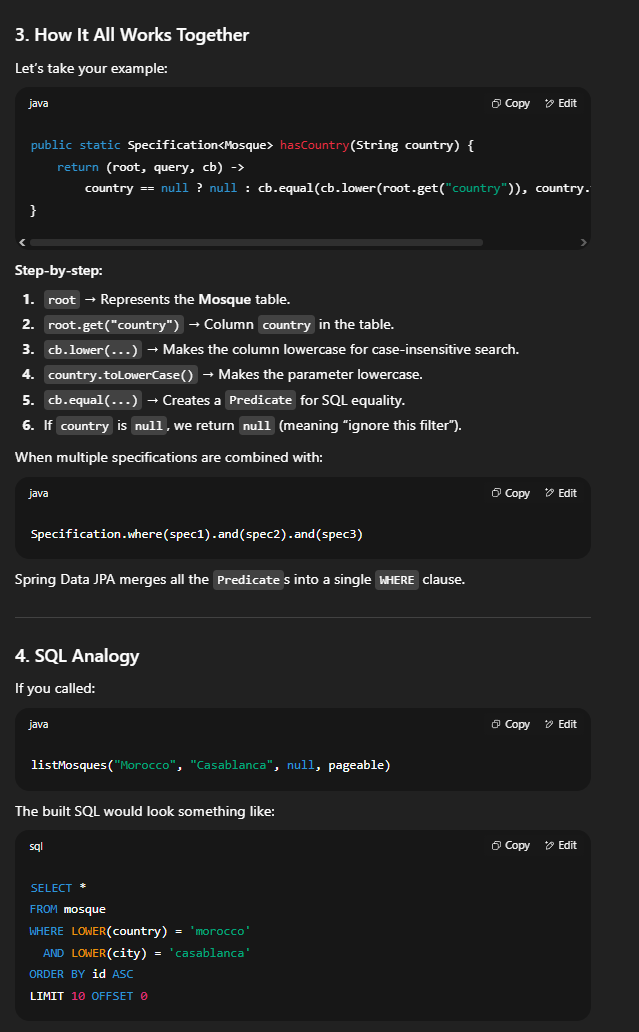 3. How It All Works Together
Let's take your example:
java Copy Edit
public static Specification<Mosque> hasCountry(String country) {
    return (root, query, cb) ->
        country == null ? null : cb.equal(cb.lower(root.get("country")), country.
}
Step-by-step:
1. root → Represents the Mosque table.
2. root.get("country") → Column country in the table.
3. cb.lower(...) → Makes the column lowercase for case-insensitive search.
4. country.toLowerCase() → Makes the parameter lowercase.
5. cb.equal(...) → Creates a Predicate for SQL equality.
6. If country is null, we return null (meaning “ignore this filter”).
When multiple specifications are combined with:
java Copy Edit
Specification.where(spec1).and(spec2).and(spec3)
Spring Data JPA merges all the Predicates into a single WHERE clause.
4. SQL Analogy
If you called:
java Copy Edit
listMosques("Morocco", "Casablanca", null, pageable)
The built SQL would look something like:
sql Copy Edit
SELECT *
FROM mosque
WHERE LOWER(country) = 'morocco'
  AND LOWER(city) = 'casablanca'
ORDER BY id ASC
LIMIT 10 OFFSET 0